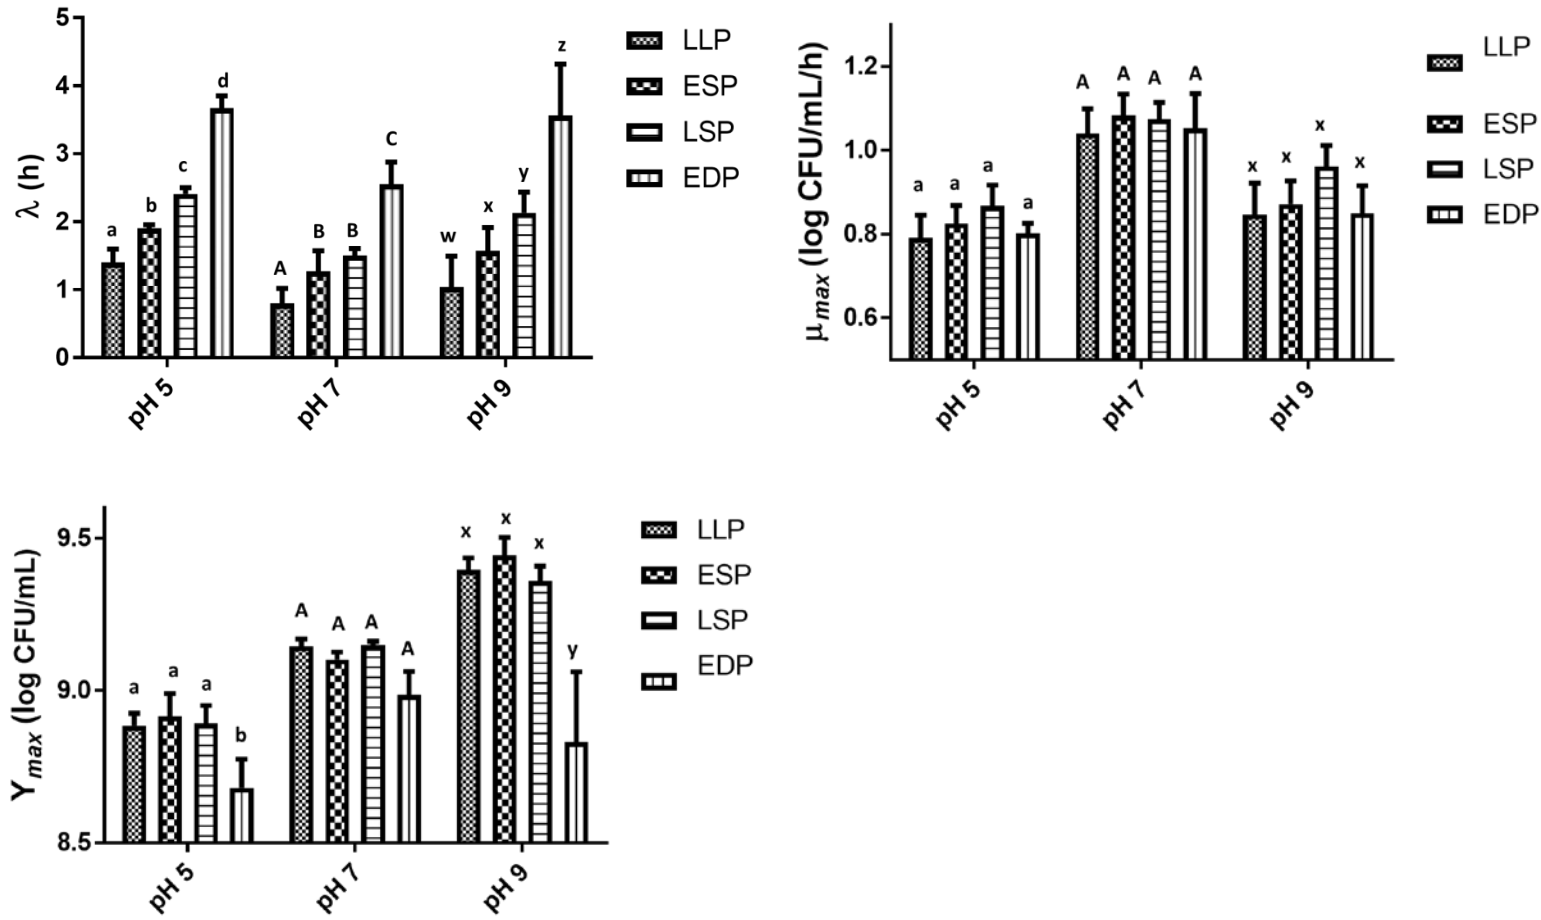 λ (h)
5
4
3
2
1
0
a
b
c
d
A
B
B
C
w
x
y
z
pH 5
pH 7
pH 9
LLP
ESP
LSP
EDP
μmax (log CFU/mL/h)
1.2
1.0
0.8
0.6
a
a
a
a
A
A
A
A
x
x
x
x
pH 5
pH 7
pH 9
LLP
ESP
LSP
EDP
Ymax (log CFU/mL)
9.5
9.0
8.5
a
a
a
b
A
A
A
A
x
x
x
y
pH 5
pH 7
pH 9
LLP
ESP
LSP
EDP